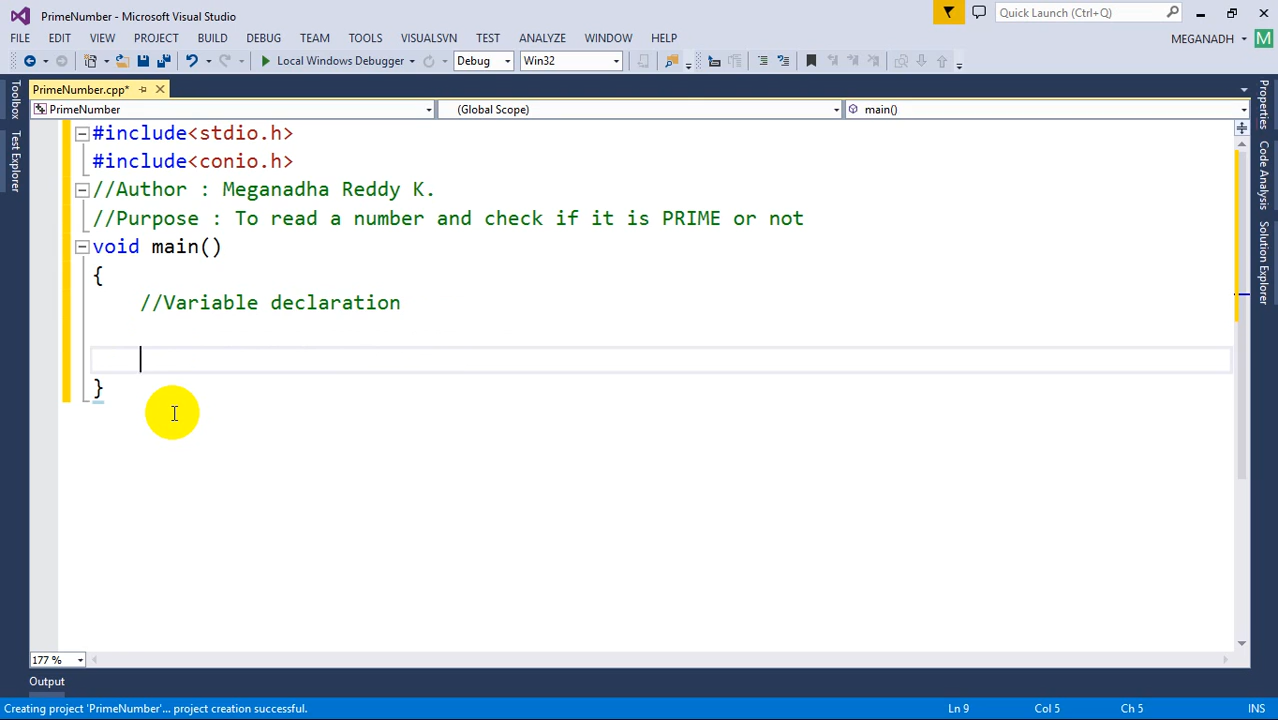 PrimeNumber - Microsoft Visual Studio
Quick Launch (Ctrl+Q)
FILE EDIT VIEW PROJECT BUILD DEBUG TEAM TOOLS VISUALSVN TEST ANALYZE WINDOW HELP
MEGANADH M
Local Windows Debugger Debug Win32
PrimeNumber.cpp*
PrimeNumber (Global Scope) main()
Toolbox
Test Explorer
#include<stdio.h>
#include<conio.h>
//Author : Meganadha Reddy K.
//Purpose : To read a number and check if it is PRIME or not
void main()
{
//Variable declaration
}
Properties
Code Analysis
Solution Explorer
177 %
Output
Creating project 'PrimeNumber'... project creation successful.
Ln 9 Col 5 Ch 5 INS